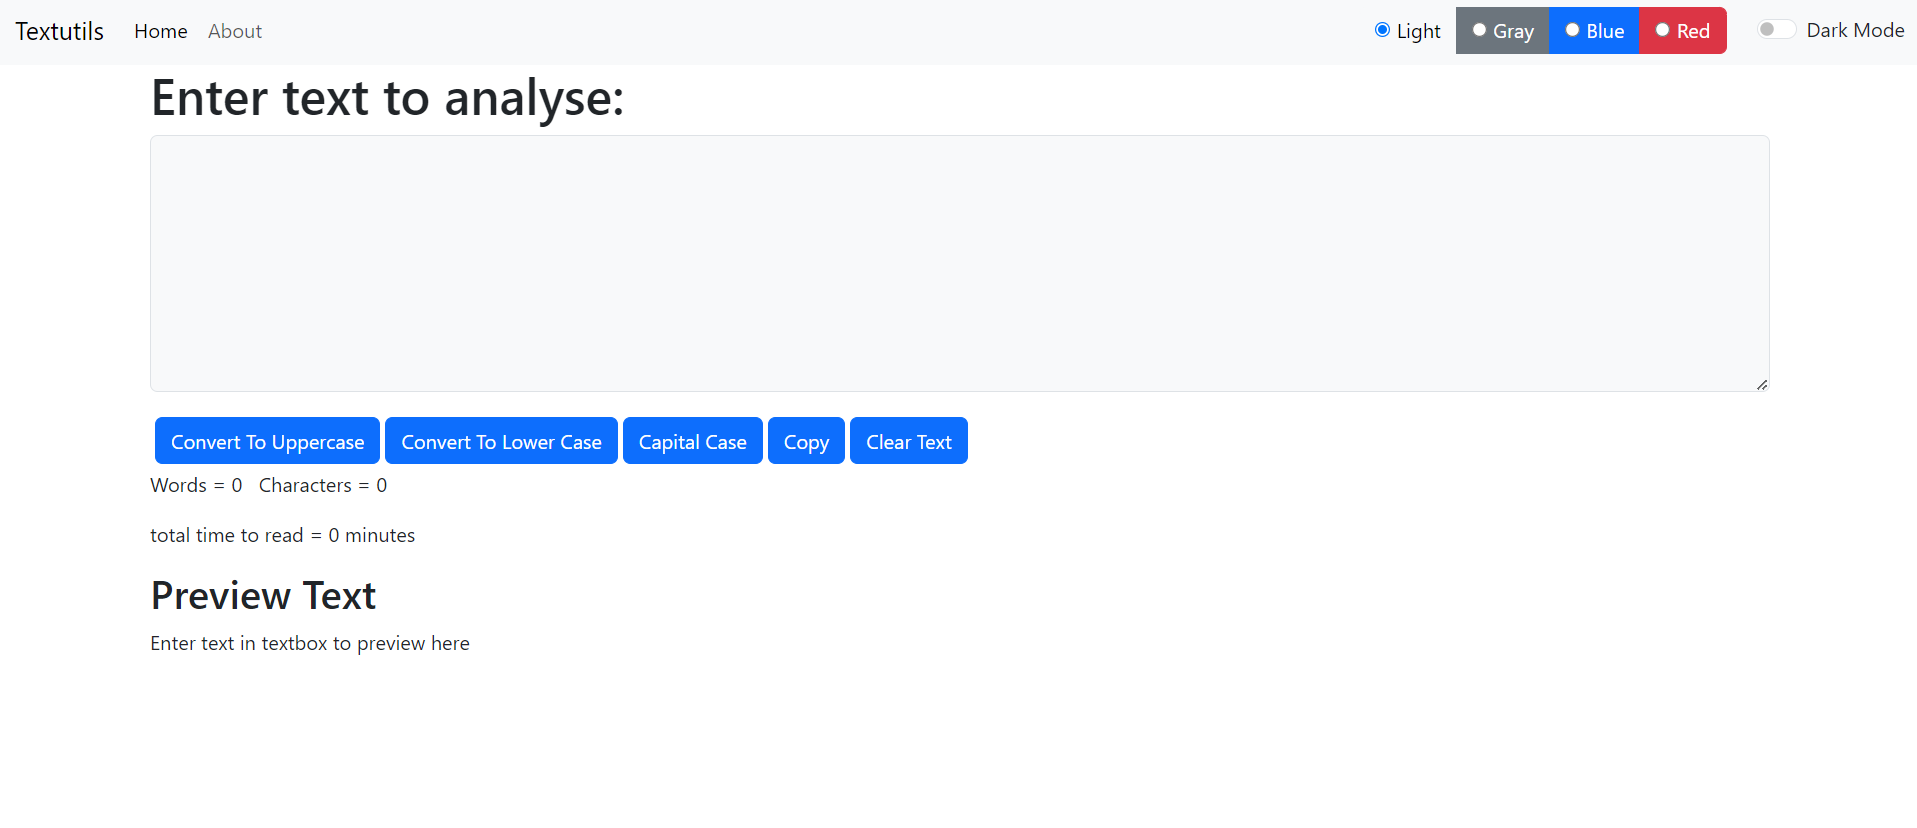 Textutils Home About Light Gray Blue Red Dark Mode
Enter text to analyse:
Convert To Uppercase Convert To Lower Case Capital Case Copy Clear Text
Words = 0 Characters = 0
total time to read = 0 minutes
Preview Text
Enter text in textbox to preview here